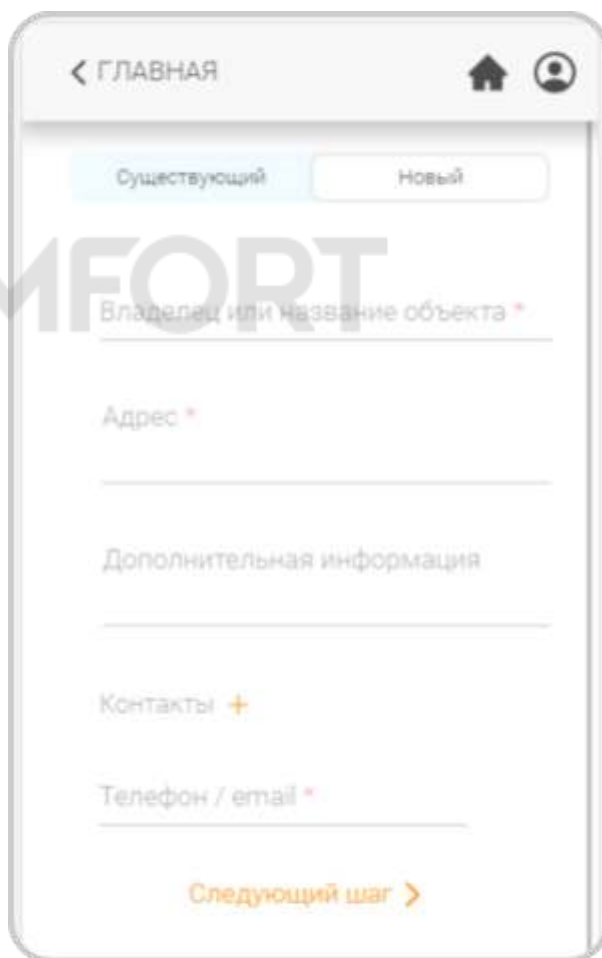 ГЛАВНАЯ
Существующий Новый
MFORT
Владелец или название объекта *
Адрес *
Дополнительная информация
Контакты +
Телефон / email *
Следующий шаг